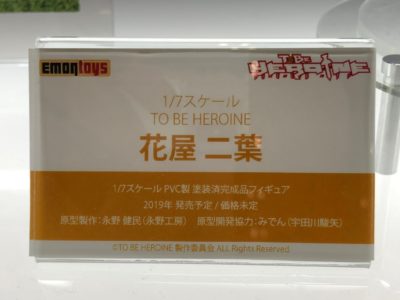 EMONtoys
To Be HEROINE
1/7スケール
TO BE HEROINE
花屋 二葉
1/7スケール PVC製 塗装済完成品フィギュア
2019年 発売予定 / 価格未定
原型製作:永野 健民(永野工房) 原型開発協力:みでん(宇田川駿矢)
©TO BE HEROINE 製作委員会 ALL Rights Reserved.